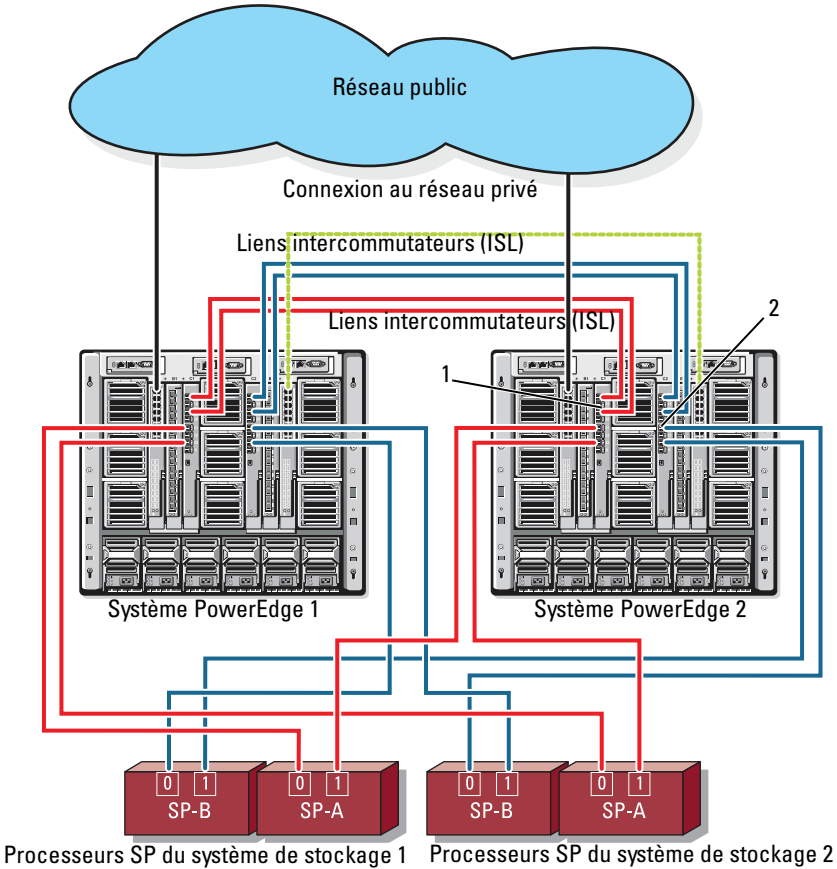 Réseau public
Connexion au réseau privé
Liens intercommutateurs (ISL)
Liens intercommutateurs (ISL)
2
1
Système PowerEdge 1
Système PowerEdge 2
0 1
SP-B
0 1
SP-A
0 1
SP-B
0 1
SP-A
Processeurs SP du système de stockage 1
Processeurs SP du système de stockage 2